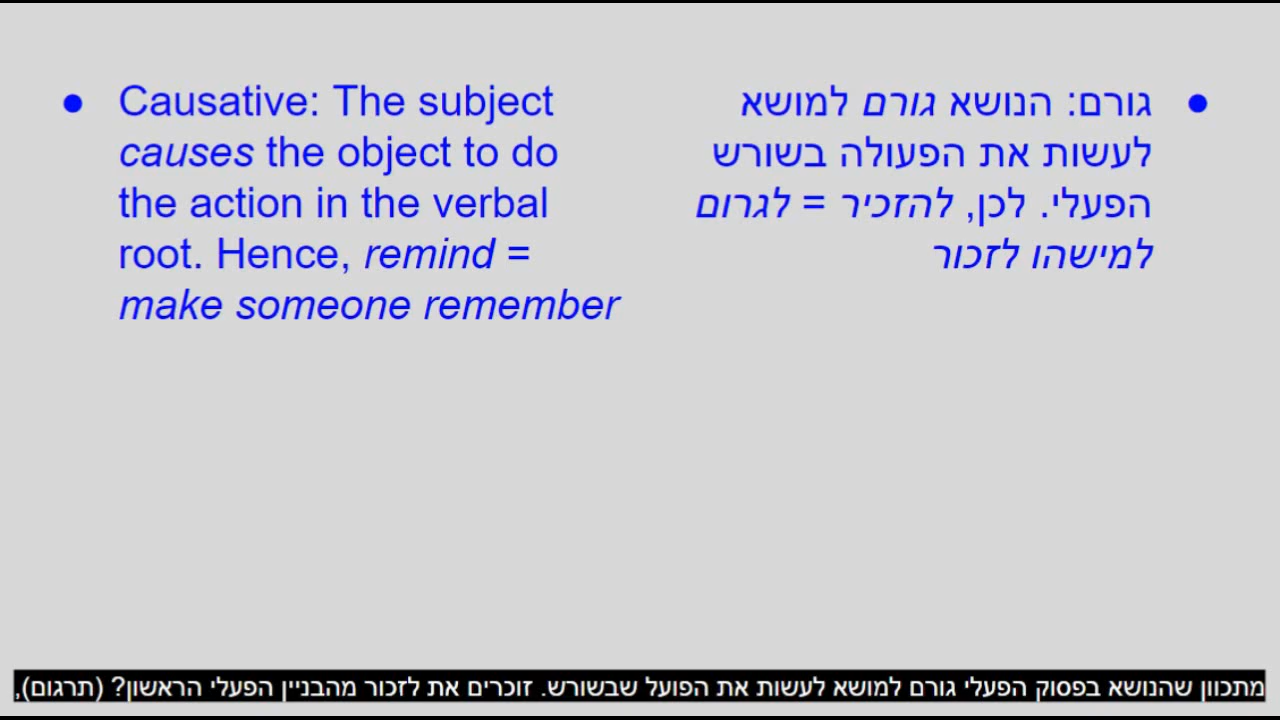 ● Causative: The subject
causes the object to do
the action in the verbal
root. Hence, remind =
make someone remember
● גורם: הנושא גורם למושא
לעשות את הפעולה בשורש
הפעלי. לכן, להזכיר = לגרום
למישהו לזכור
מתכוון שהנושא בפסוק הפעלי גורם למושא לעשות את הפועל שבשורש. זוכרים את לזכור מהבניין הפעלי הראשון? (תרגום),